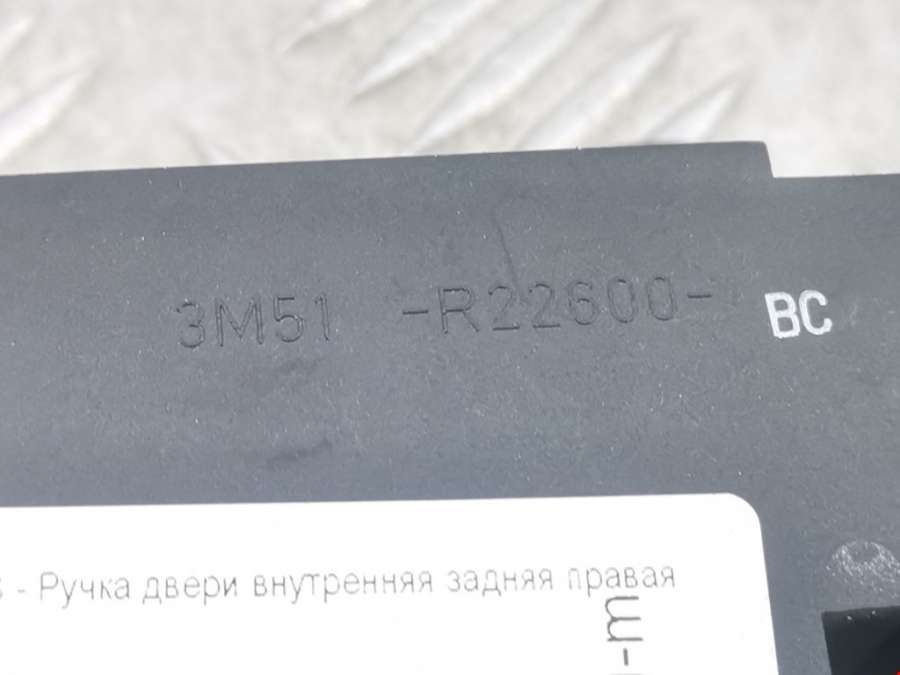 3M51 -R22600- BC
- Ручка двери внутренняя задняя правая